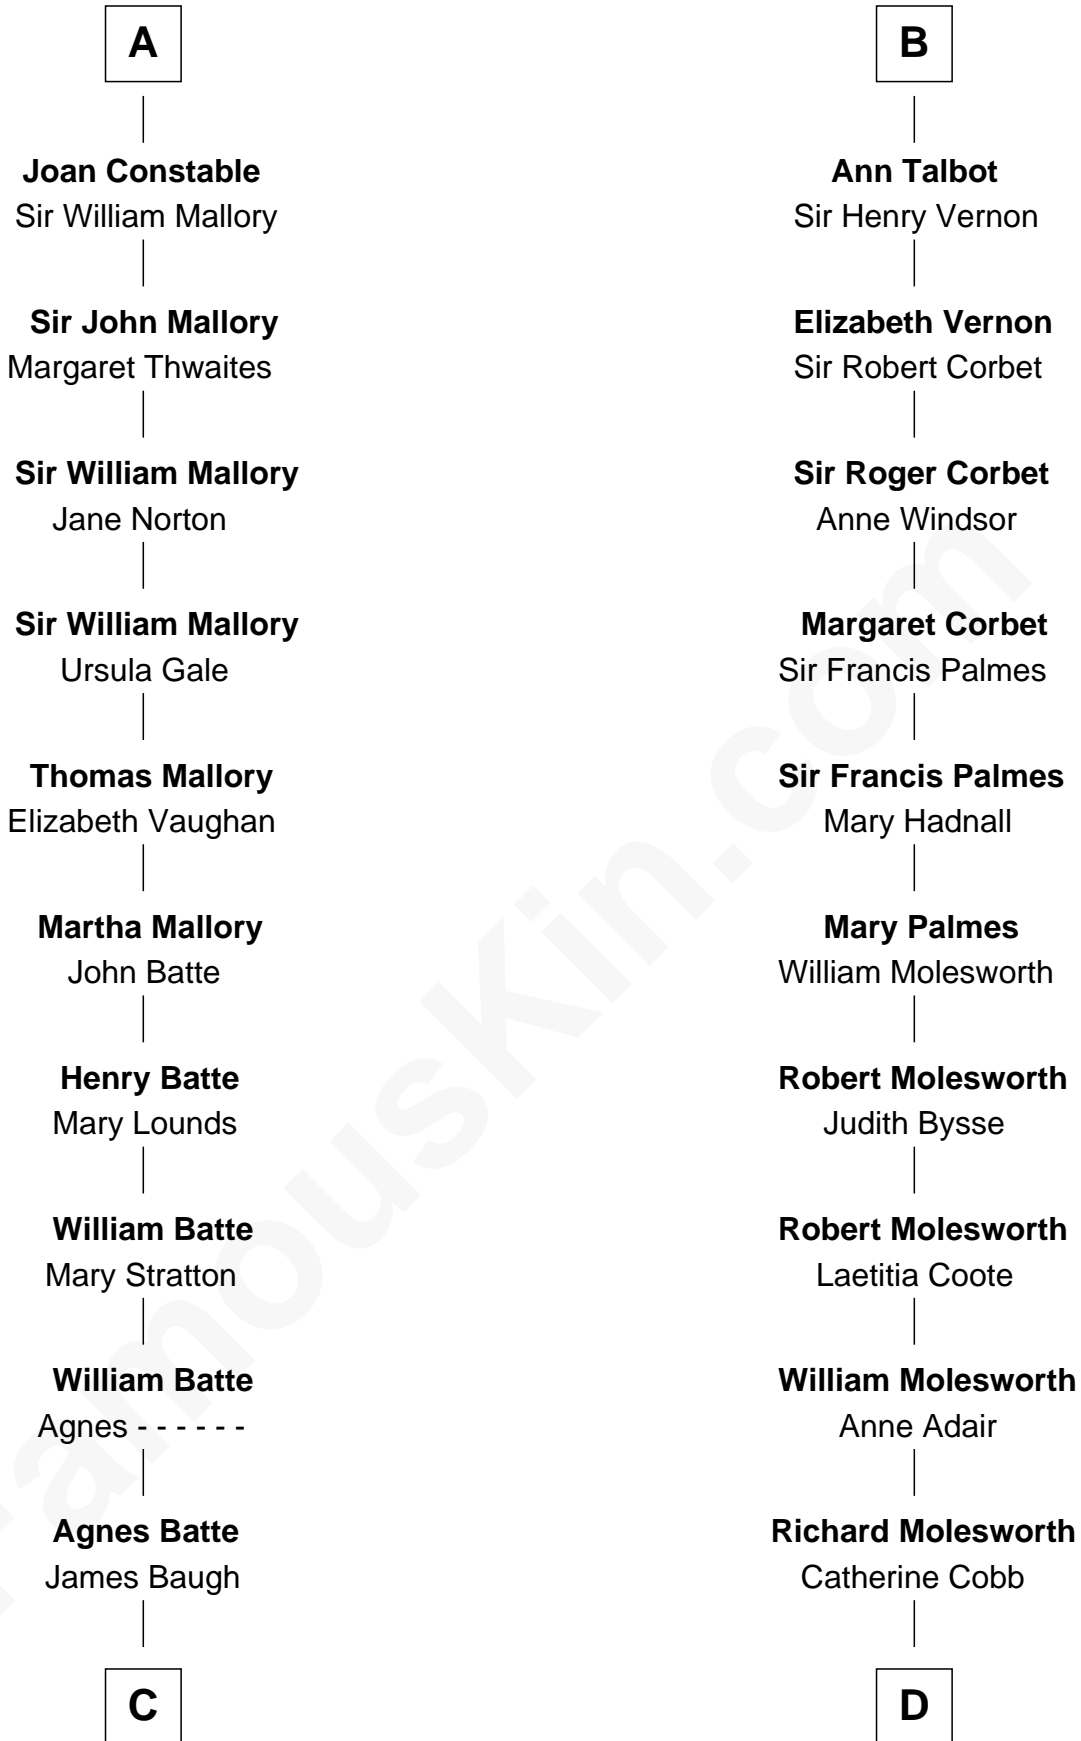 A
Joan Constable
Sir William Mallory
Sir John Mallory
Margaret Thwaites
Sir William Mallory
Jane Norton
Sir William Mallory
Ursula Gale
Thomas Mallory
Elizabeth Vaughan
Martha Mallory
John Batte
Henry Batte
Mary Lounds
William Batte
Mary Stratton
William Batte
Agnes - - - - - -
Agnes Batte
James Baugh
C
B
Ann Talbot
Sir Henry Vernon
Elizabeth Vernon
Sir Robert Corbet
Sir Roger Corbet
Anne Windsor
Margaret Corbet
Sir Francis Palmes
Sir Francis Palmes
Mary Hadnall
Mary Palmes
William Molesworth
Robert Molesworth
Judith Bysse
Robert Molesworth
Laetitia Coote
William Molesworth
Anne Adair
Richard Molesworth
Catherine Cobb
D
FamousKin.com